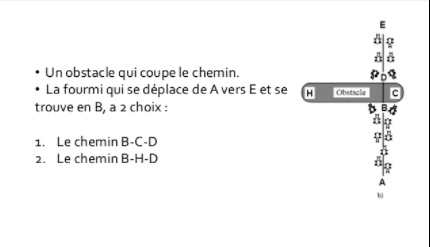 • Un obstacle qui coupe le chemin.
• La fourmi qui se déplace de A vers E et se
trouve en B, a 2 choix :
1. Le chemin B-C-D
2. Le chemin B-H-D
E
D
H Obstacle C
B
A
b)